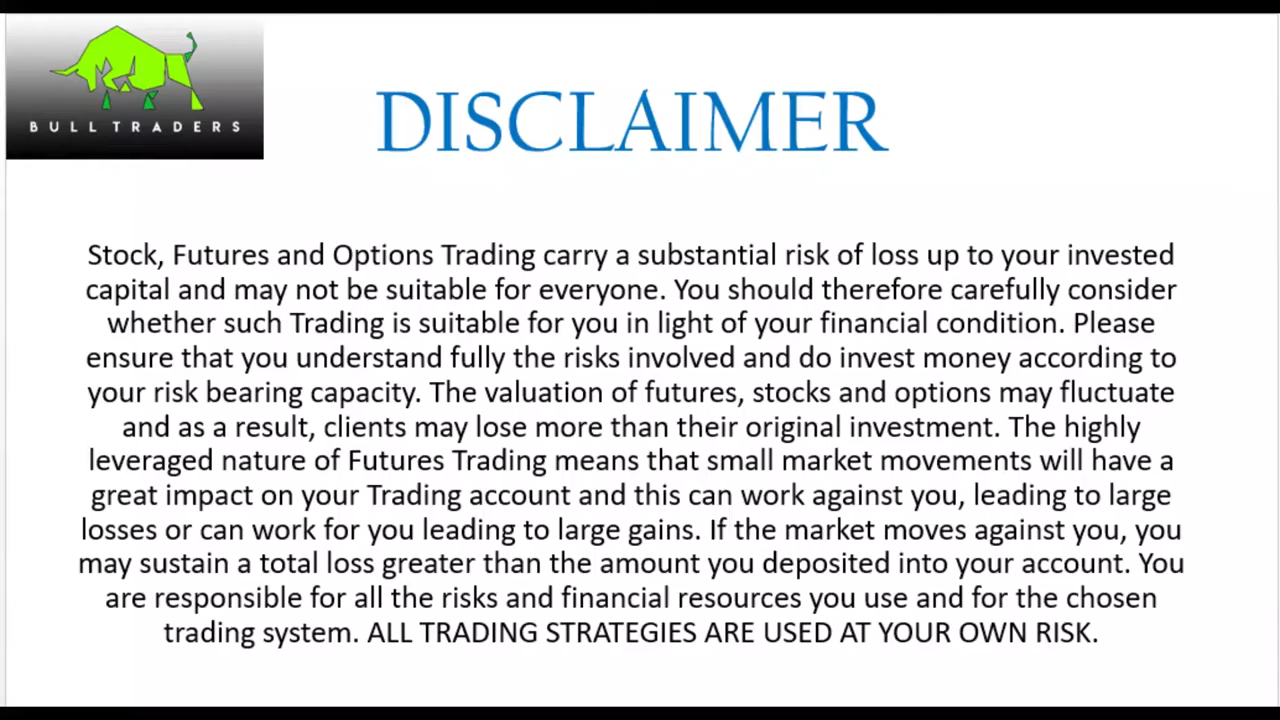 BULL TRADERS
DISCLAIMER
Stock, Futures and Options Trading carry a substantial risk of loss up to your invested
capital and may not be suitable for everyone. You should therefore carefully consider
whether such Trading is suitable for you in light of your financial condition. Please
ensure that you understand fully the risks involved and do invest money according to
your risk bearing capacity. The valuation of futures, stocks and options may fluctuate
and as a result, clients may lose more than their original investment. The highly
leveraged nature of Futures Trading means that small market movements will have a
great impact on your Trading account and this can work against you, leading to large
losses or can work for you leading to large gains. If the market moves against you, you
may sustain a total loss greater than the amount you deposited into your account. You
are responsible for all the risks and financial resources you use and for the chosen
trading system. ALL TRADING STRATEGIES ARE USED AT YOUR OWN RISK.